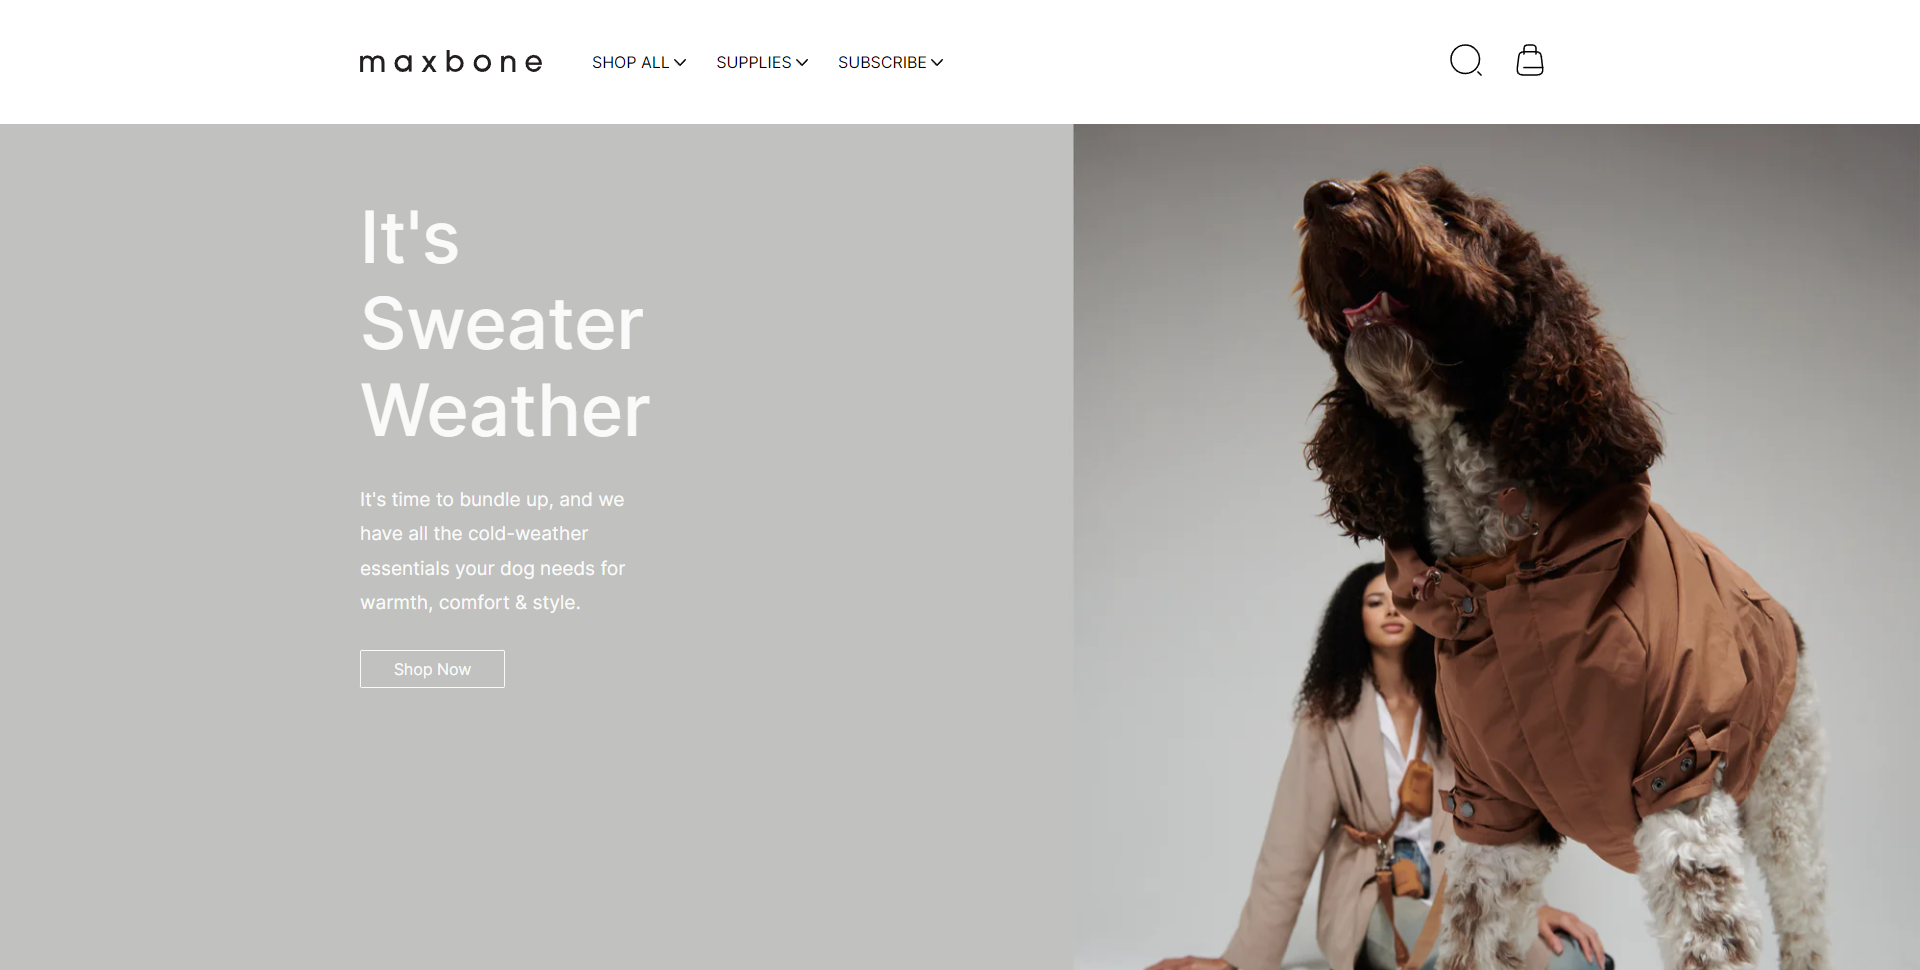 maxbone
SHOP ALL
SUPPLIES
SUBSCRIBE
It's
Sweater
Weather
It's time to bundle up, and we
have all the cold-weather
essentials your dog needs for
warmth, comfort & style.
Shop Now